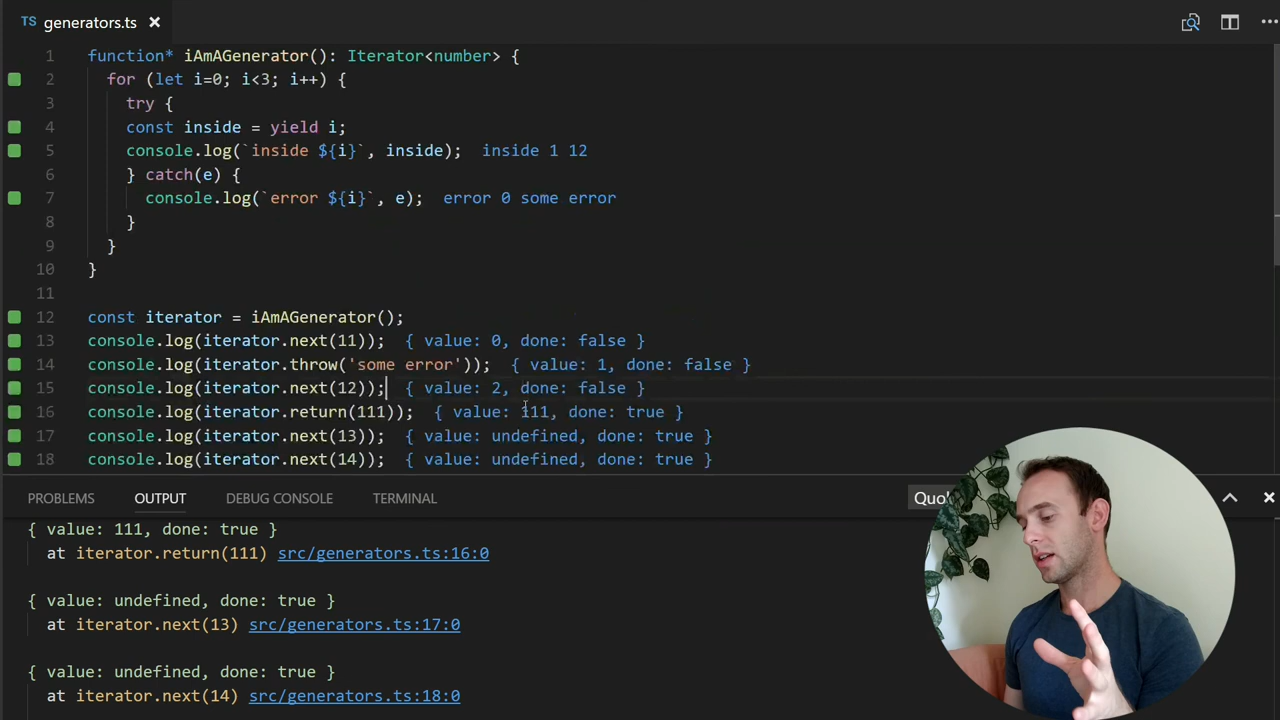 TS generators.ts ×
1 function* iAmAGenerator(): Iterator<number> {
2 for (let i=0; i<3; i++) {
3 try {
4 const inside = yield i;
5 console.log(`inside ${i}`, inside); inside 1 12
6 } catch(e) {
7 console.log(`error ${i}`, e); error 0 some error
8 }
9 }
10 }
11
12 const iterator = iAmAGenerator();
13 console.log(iterator.next(11)); { value: 0, done: false }
14 console.log(iterator.throw('some error')); { value: 1, done: false }
15 console.log(iterator.next(12)); { value: 2, done: false }
16 console.log(iterator.return(111)); { value: 111, done: true }
17 console.log(iterator.next(13)); { value: undefined, done: true }
18 console.log(iterator.next(14)); { value: undefined, done: true }
PROBLEMS OUTPUT DEBUG CONSOLE TERMINAL Quok
{ value: 111, done: true }
at iterator.return(111) src/generators.ts:16:0
{ value: undefined, done: true }
at iterator.next(13) src/generators.ts:17:0
{ value: undefined, done: true }
at iterator.next(14) src/generators.ts:18:0